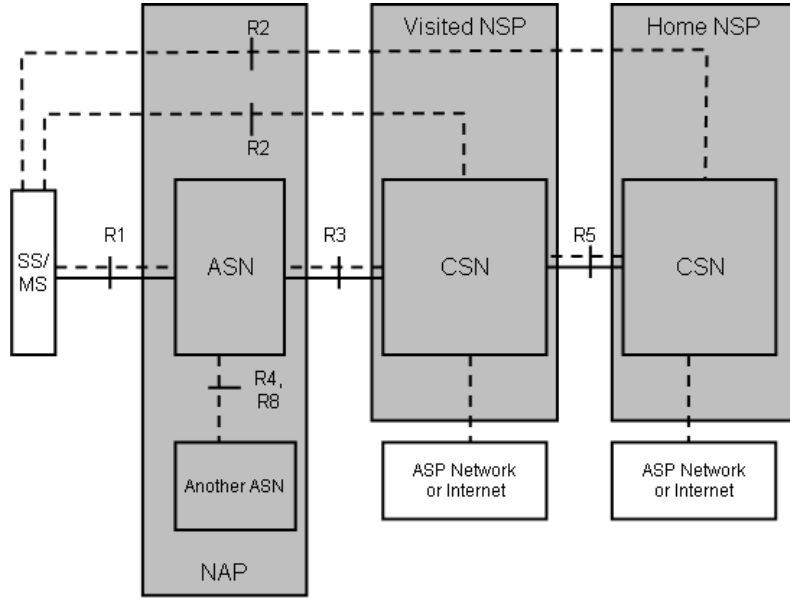 R2
Visited NSP
Home NSP
R2
SS/
MS
R1
ASN
R3
CSN
R5
CSN
R4,
R8
Another ASN
ASP Network
or Internet
ASP Network
or Internet
NAP